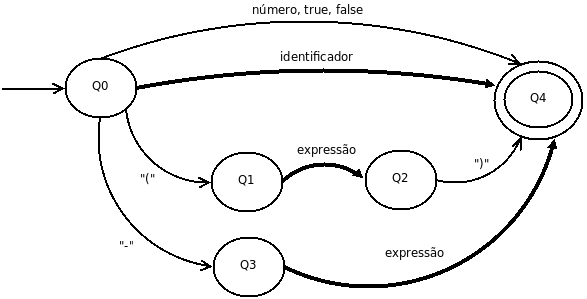 número, true, false
identificador
Q0
Q4
expressão
"("
Q1
Q2
")"
"-"
Q3
expressão